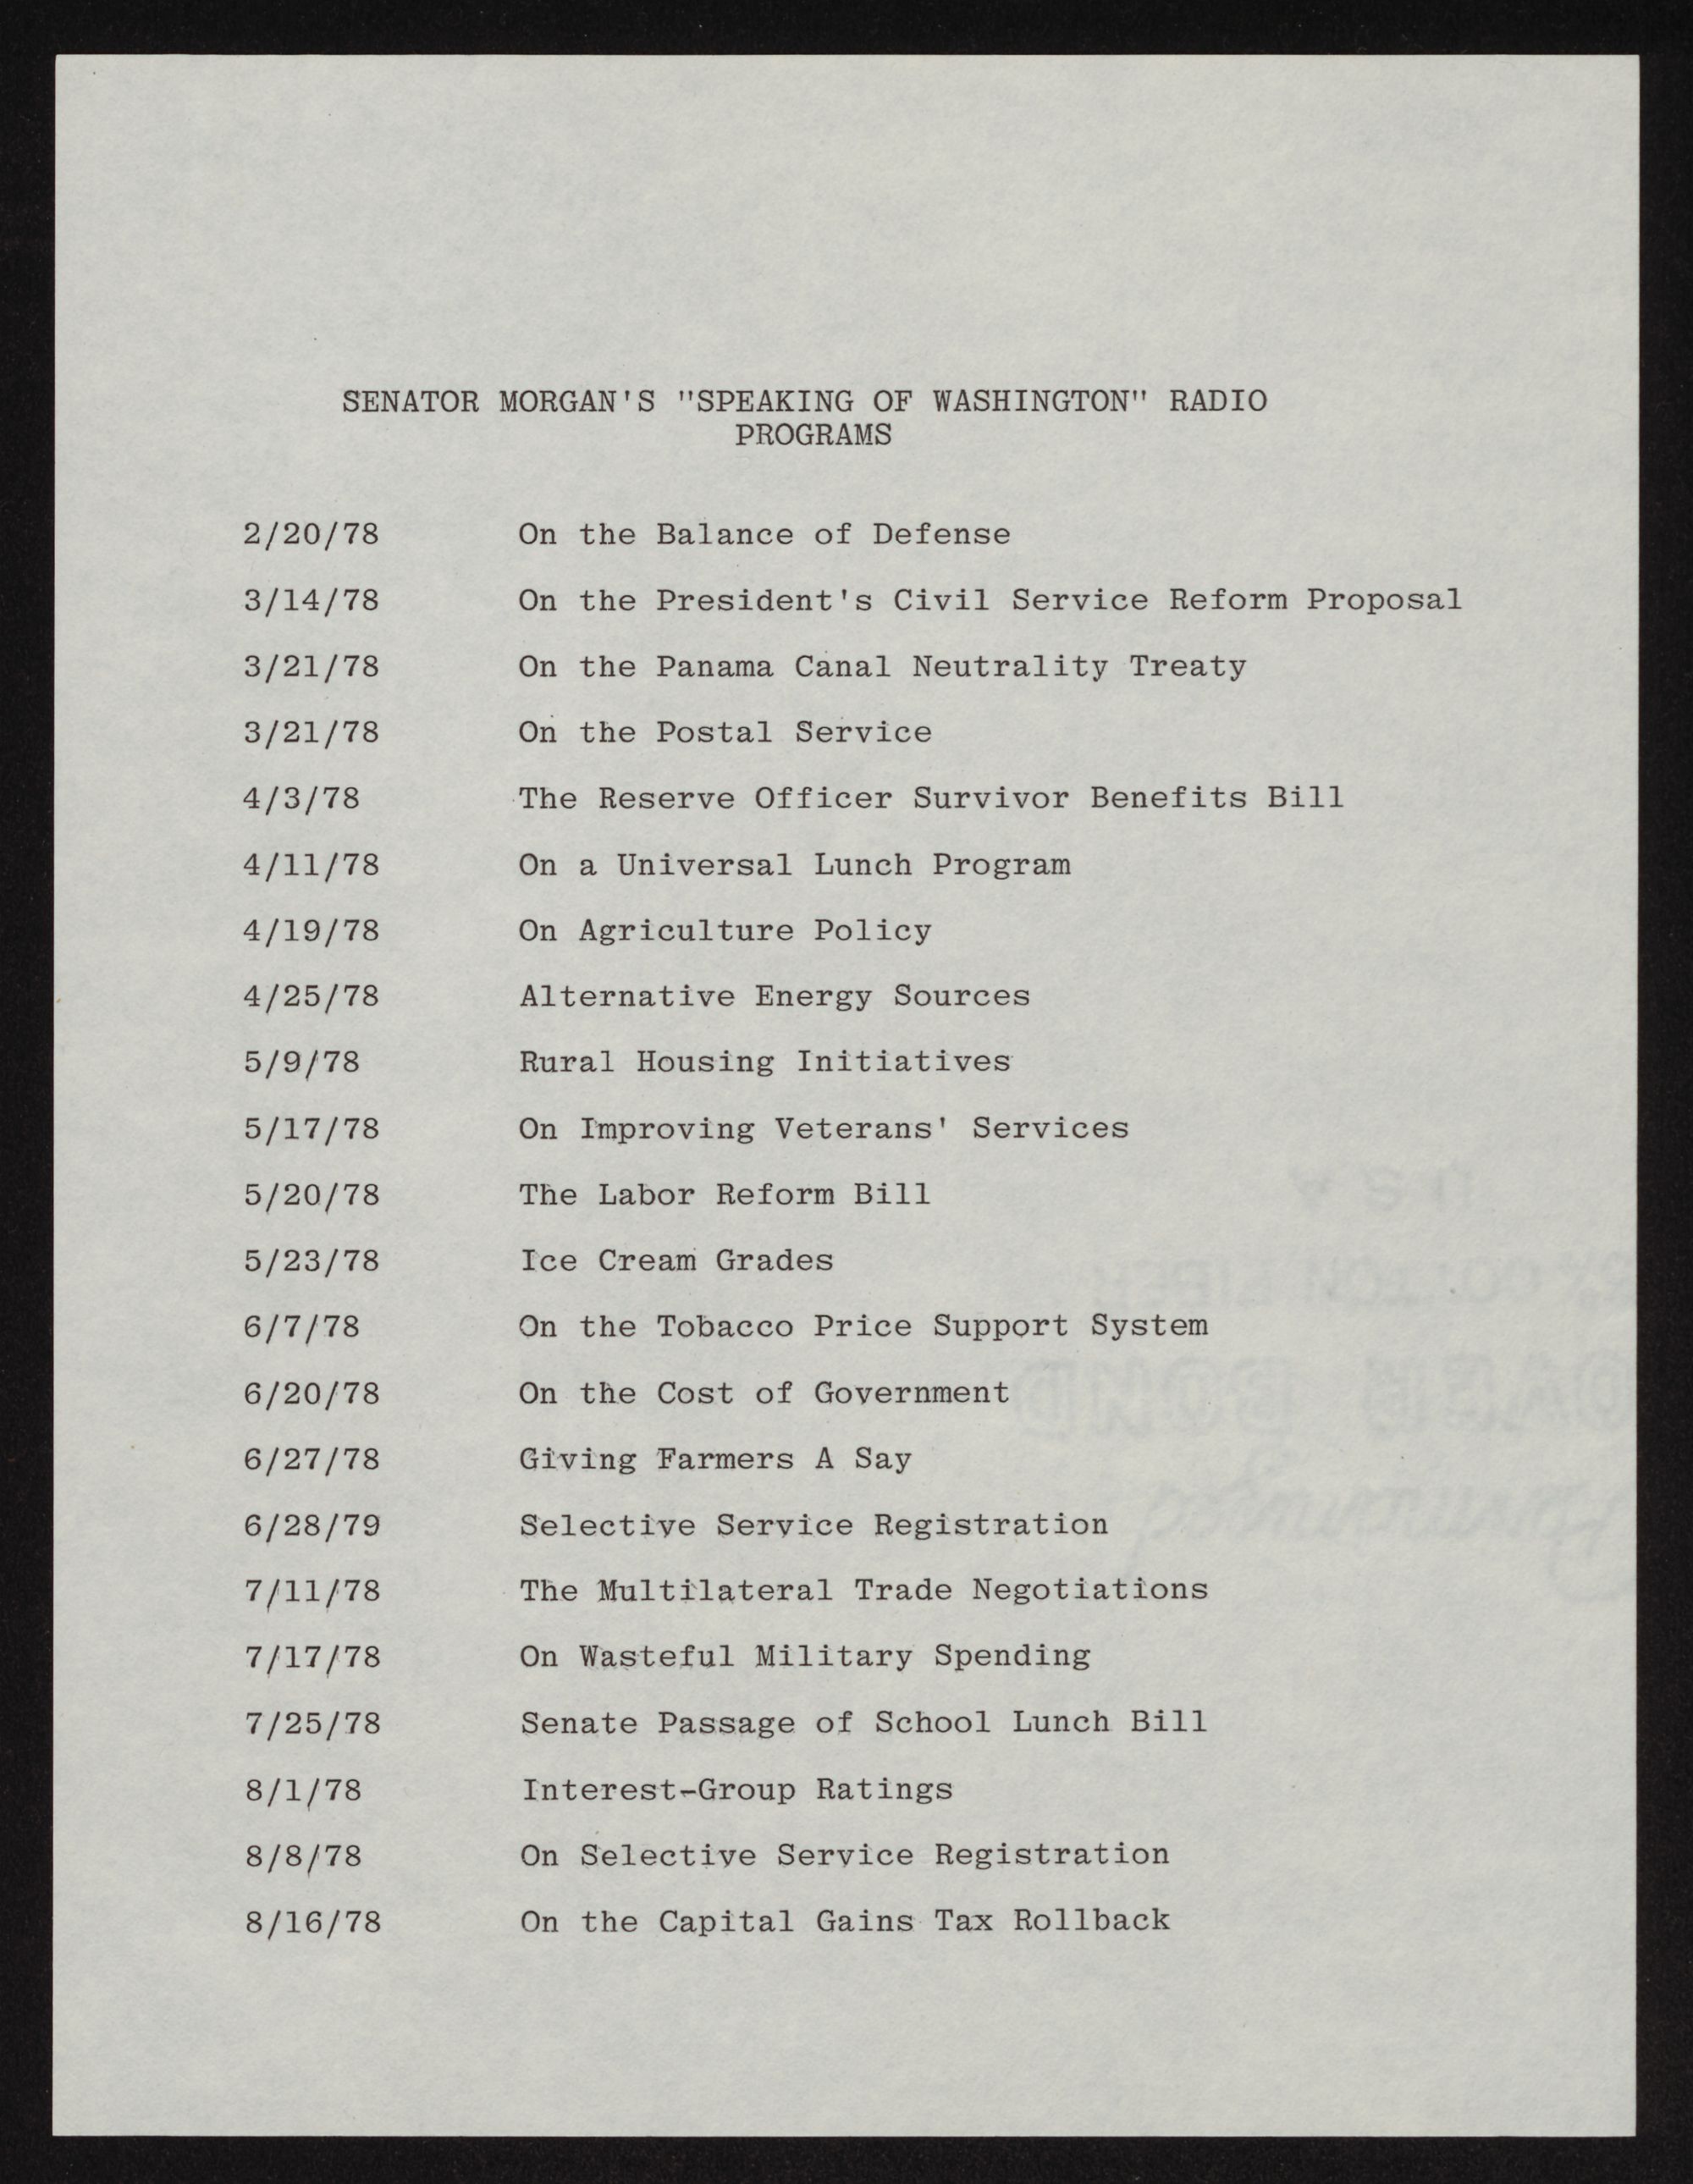 SENATOR MORGAN'S "SPEAKING OF WASHINGTON" RADIO
PROGRAMS
2/20/78 On the Balance of Defense
3/14/78 On the President's Civil Service Reform Proposal
3/21/78 On the Panama Canal Neutrality Treaty
3/21/78 On the Postal Service
4/3/78 The Reserve Officer Survivor Benefits Bill
4/11/78 On a Universal Lunch Program
4/19/78 On Agriculture Policy
4/25/78 Alternative Energy Sources
5/9/78 Rural Housing Initiatives
5/17/78 On Improving Veterans' Services
5/20/78 The Labor Reform Bill
5/23/78 Ice Cream Grades
6/7/78 On the Tobacco Price Support System
6/20/78 On the Cost of Government
6/27/78 Giving Farmers A Say
6/28/79 Selective Service Registration
7/11/78 The Multilateral Trade Negotiations
7/17/78 On Wasteful Military Spending
7/25/78 Senate Passage of School Lunch Bill
8/1/78 Interest-Group Ratings
8/8/78 On Selective Service Registration
8/16/78 On the Capital Gains Tax Rollback